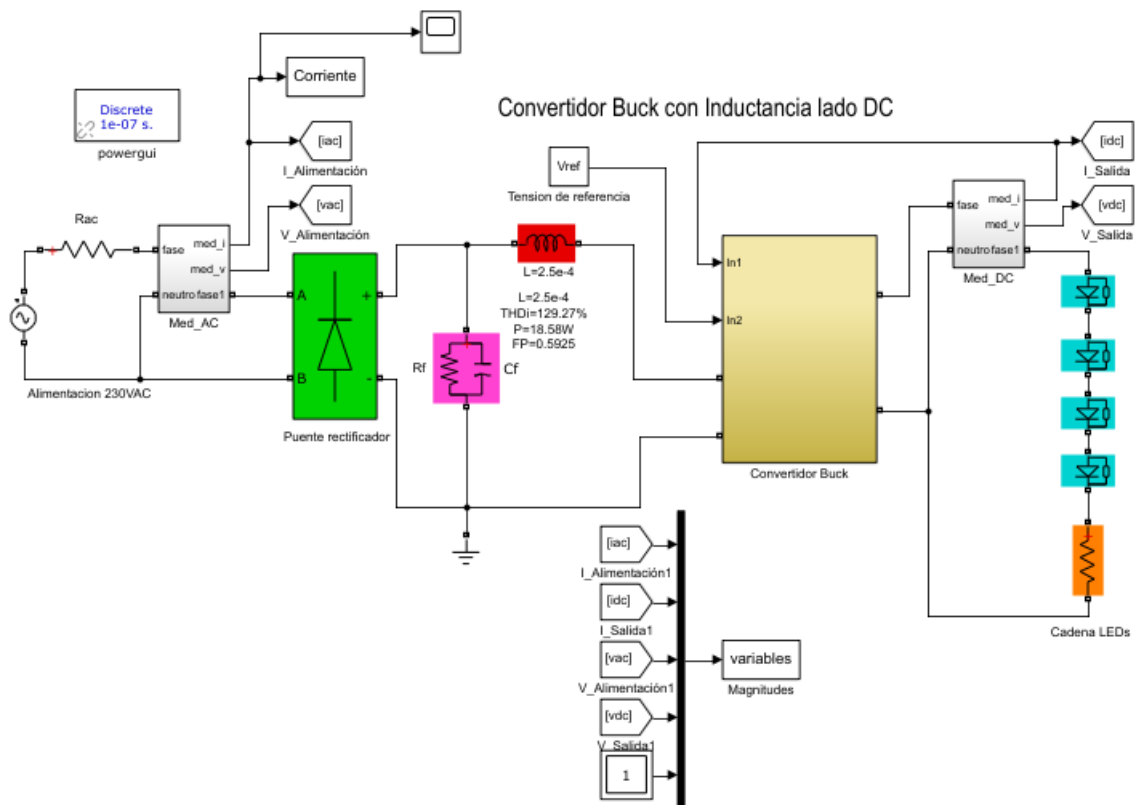 Corriente
Discrete
1e-07 s.
powergui
Convertidor Buck con Inductancia lado DC
[iac]
I_Alimentación
[idc]
I_Salida
Vref
Tension de referencia
[vac]
V_Alimentación
[vdc]
V_Salida
Rac
fase
med_i
med_v
neutro
fase1
Med_AC
fase
med_i
med_v
neutro
fase1
Med_DC
A
B
+
-
Puente rectificador
L=2.5e-4
L=2.5e-4
THDi=129.27%
P=18.58W
FP=0.5925
Rf
Cf
In1
In2
Convertidor Buck
Alimentacion 230VAC
[iac]
I_Alimentación1
[idc]
I_Salida1
[vac]
V_Alimentación1
[vdc]
V_Salida1
1
variables
Magnitudes
Cadena LEDs